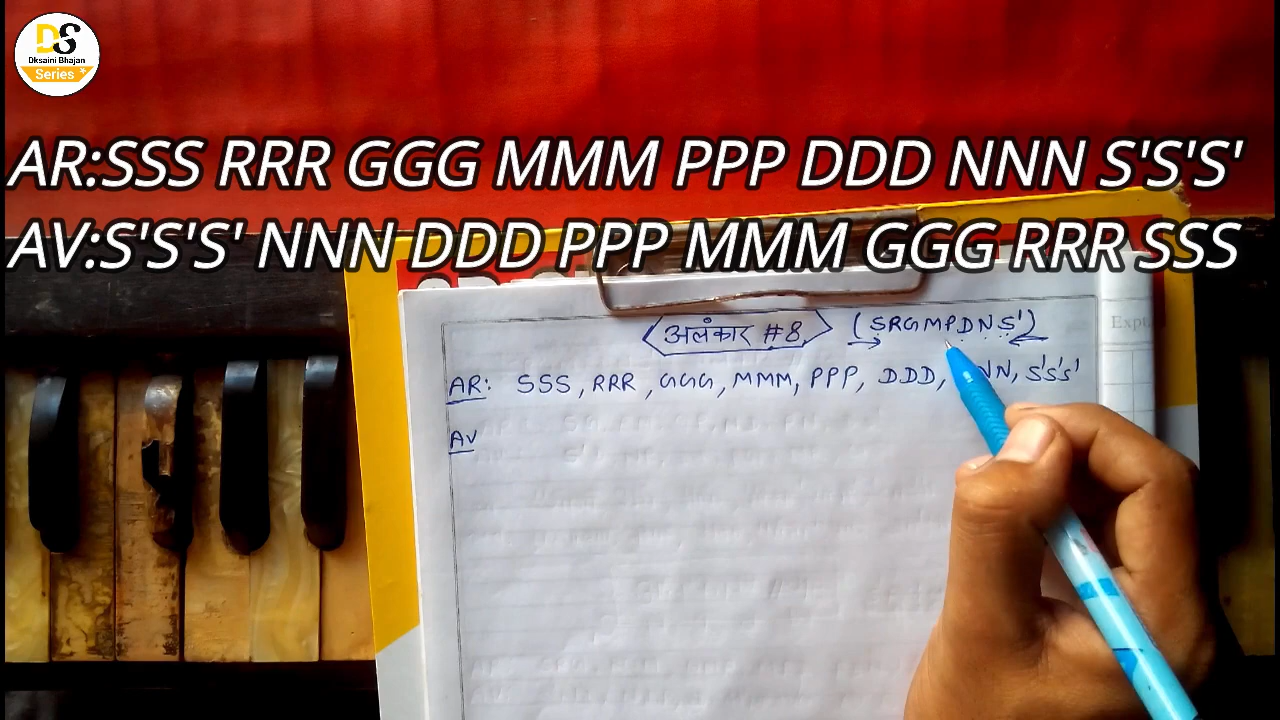 DS
Dksaini Bhajan
Series
AR:SSS RRR GGG MMM PPP DDD NNN S'S'S'
AV:S'S'S' NNN DDD PPP MMM GGG RRR SSS
अलंकार #8 (SRGMPDNS')
Expt.
AR: SSS, RRR, GGG, MMM, PPP, DDD, NN, S'S'S'
AV